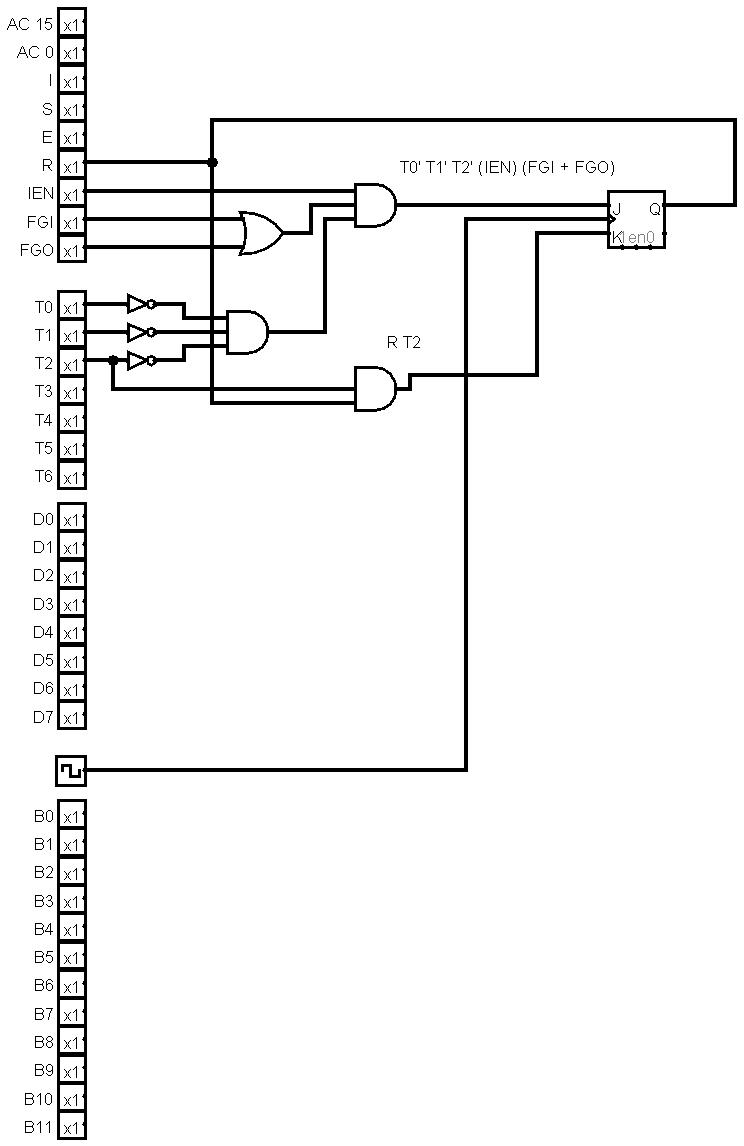 AC 15 x1
AC 0 x1
I x1
S x1
E x1
R x1
T0' T1' T2' (IEN) (FGI + FGO)
IEN x1
FGI x1
J Q
FGO x1
K 1 en 0
T0 x1
T1 x1
R T2
T2 x1
T3 x1
T4 x1
T5 x1
T6 x1
D0 x1
D1 x1
D2 x1
D3 x1
D4 x1
D5 x1
D6 x1
D7 x1
B0 x1
B1 x1
B2 x1
B3 x1
B4 x1
B5 x1
B6 x1
B7 x1
B8 x1
B9 x1
B10 x1
B11 x1